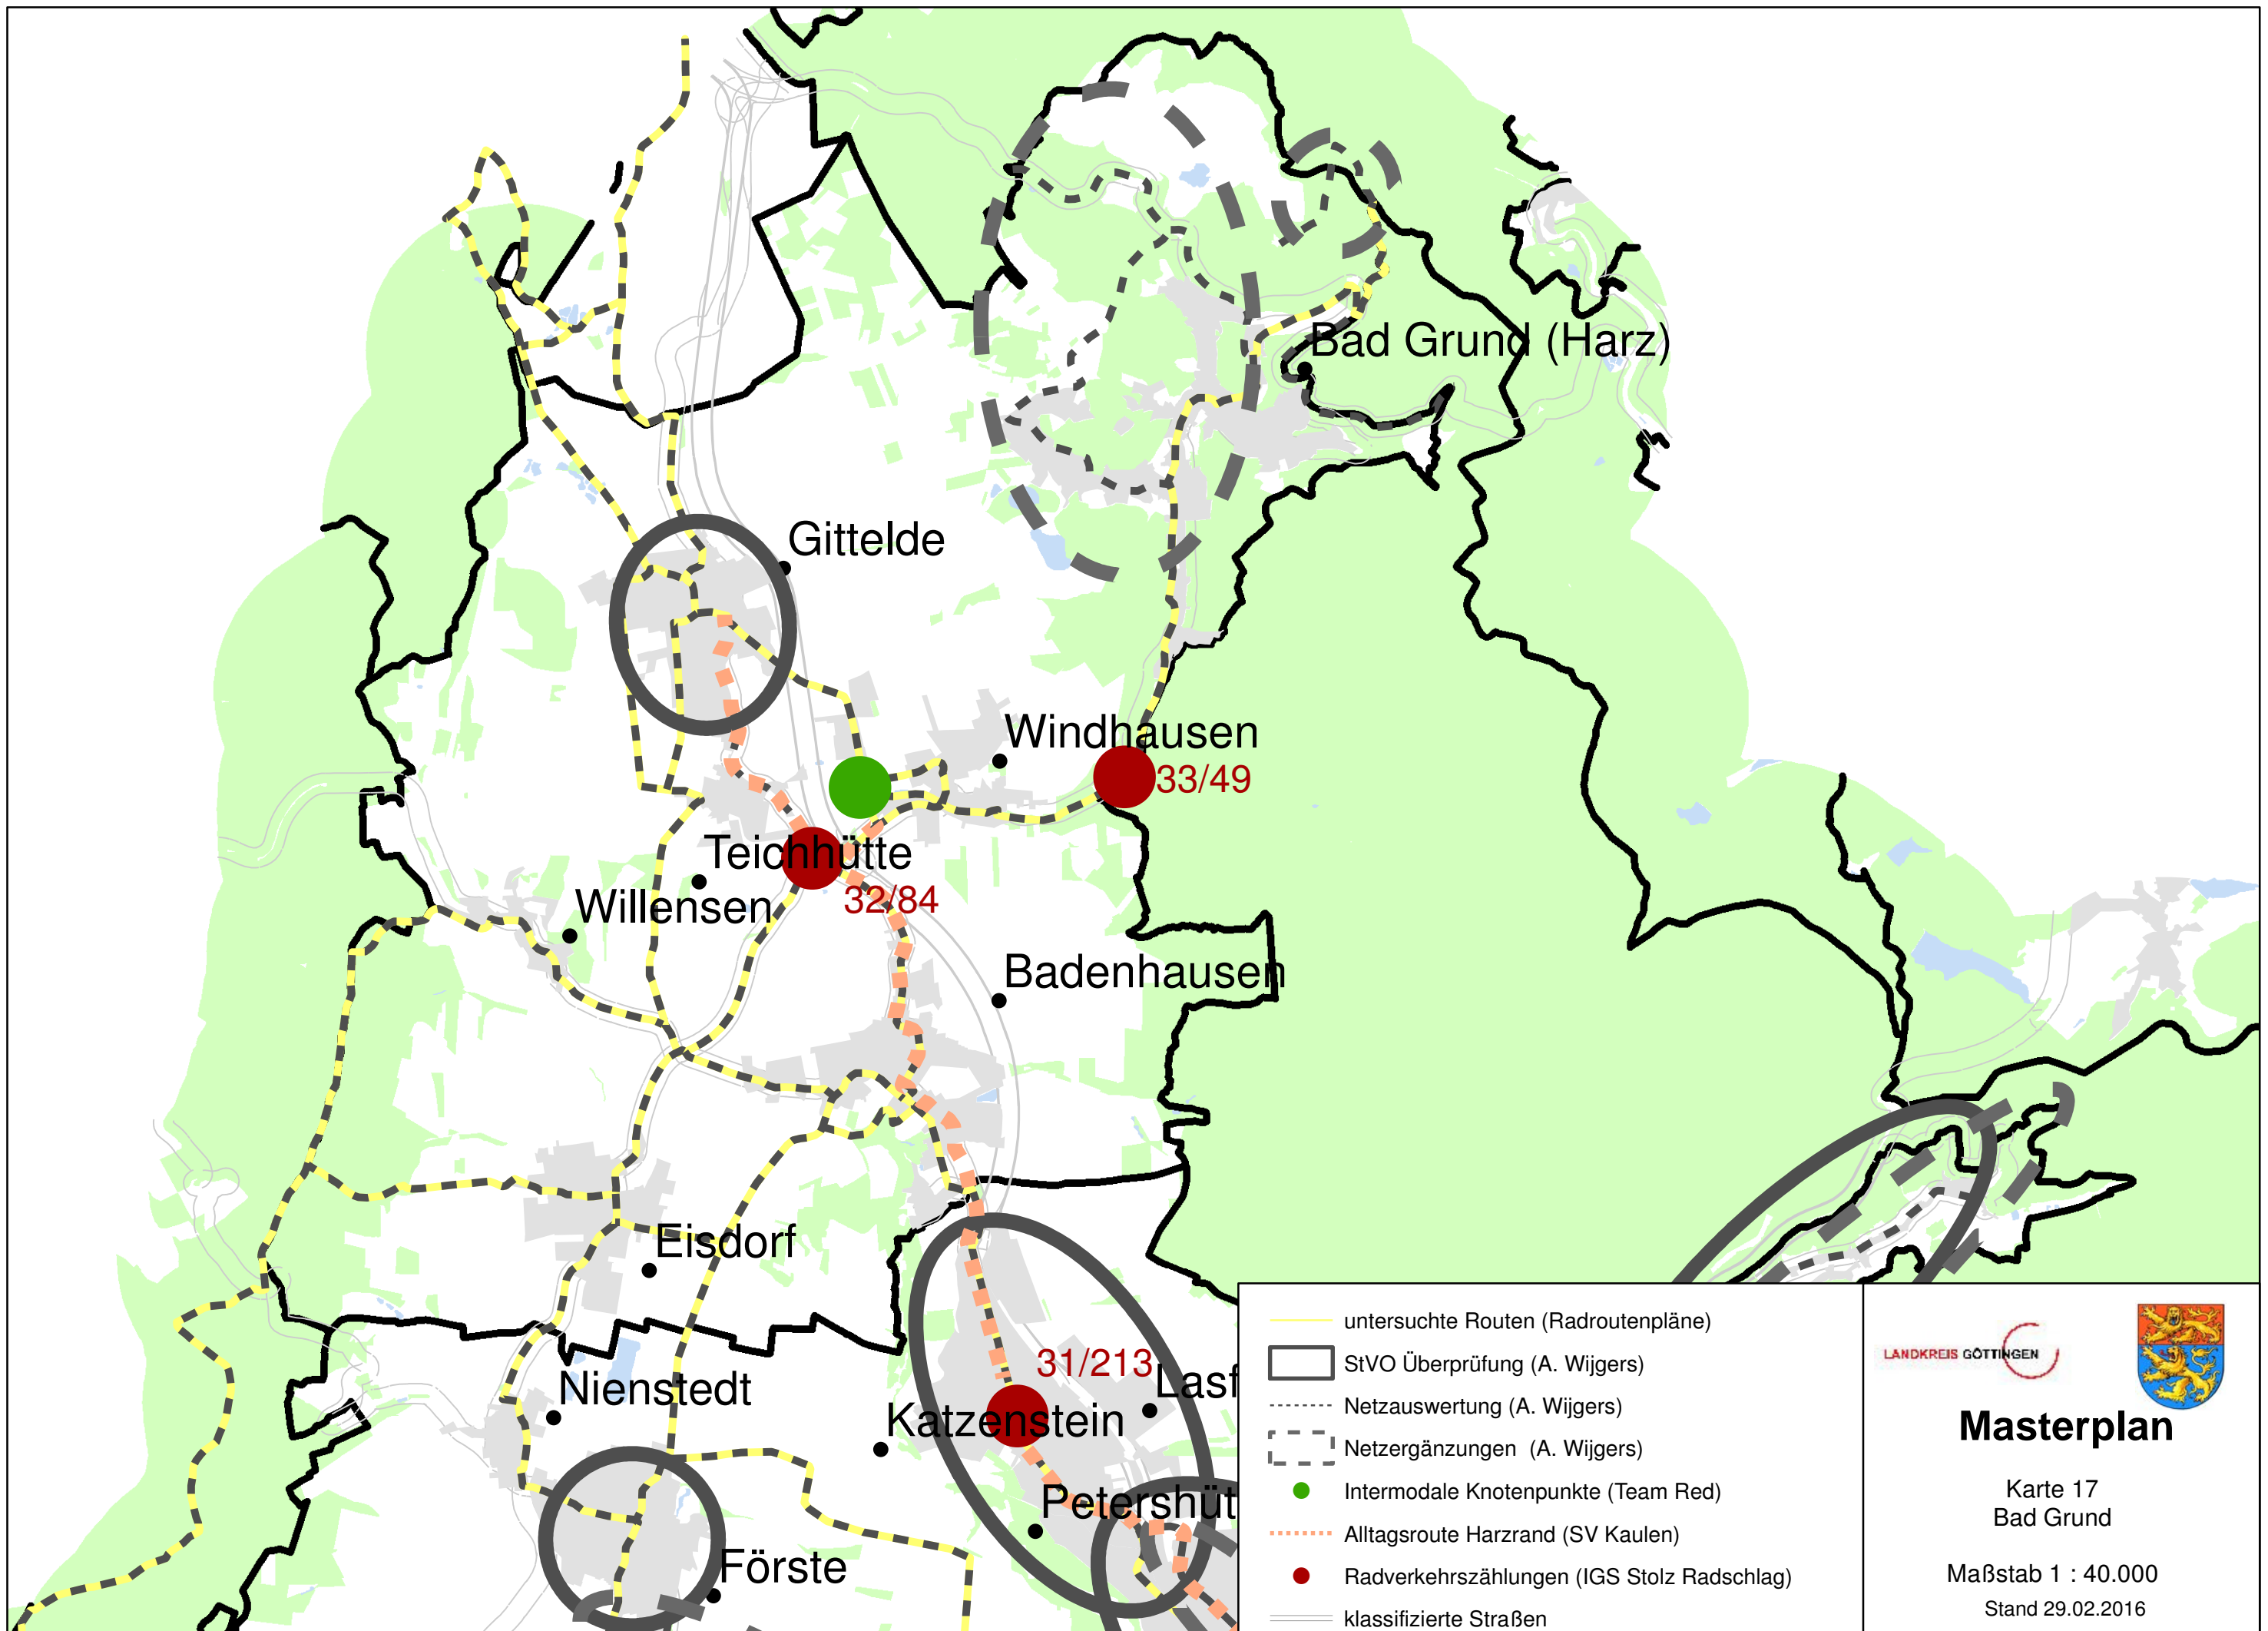 Bad Grund (Harz)
Gittelde
Windhausen
33/49
Teichhütte
32/84
Willensen
Badenhausen
Eisdorf
31/213
Lasf
Nienstedt
Katzenstein
Petershüt
Förste
untersuchte Routen (Radroutenpläne)
StVO Überprüfung (A. Wijgers)
Netzauswertung (A. Wijgers)
Netzergänzungen (A. Wijgers)
Intermodale Knotenpunkte (Team Red)
Alltagsroute Harzrand (SV Kaulen)
Radverkehrszählungen (IGS Stolz Radschlag)
klassifizierte Straßen
LANDKREIS GÖTTINGEN
Masterplan
Karte 17
Bad Grund
Maßstab 1 : 40.000
Stand 29.02.2016